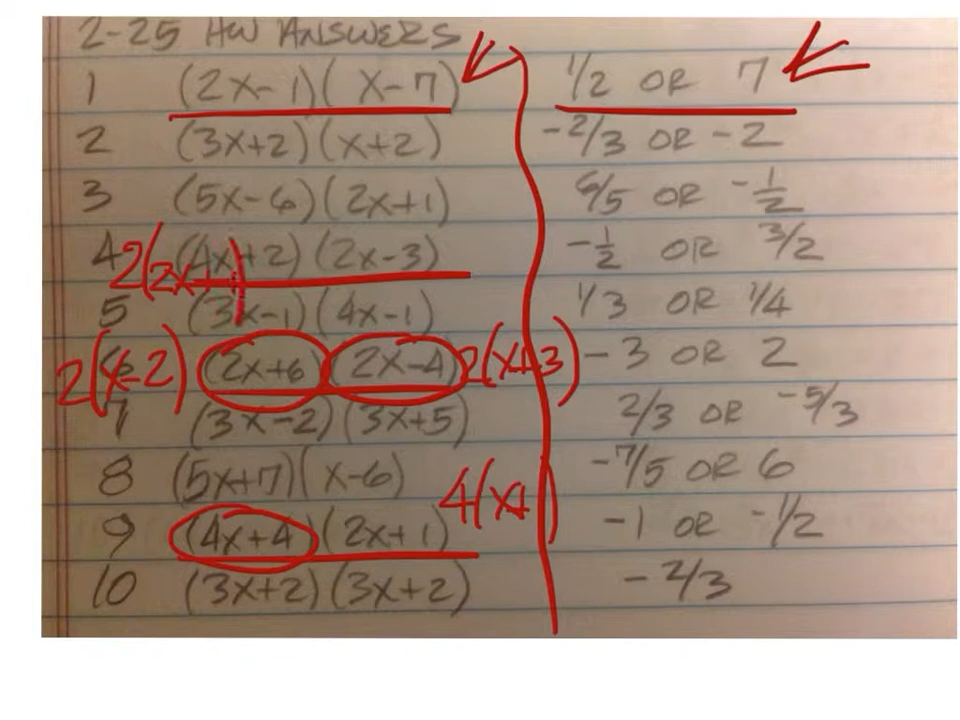 2-25 HW ANSWERS
1 (2x-1)(x-7) 1/2 OR 7
2 (3x+2)(x+2) -2/3 OR -2
3 (5x-6)(2x+1) 6/5 OR -1/2
4 (4x+2)(2x-3) -1/2 OR 3/2
2(2x+1)
5 (3x-1)(4x-1) 1/3 OR 1/4
2(x-2) 6 (2x+6)(2x-4) 2(x+3) -3 OR 2
7 (3x-2)(3x+5) 2/3 OR -5/3
8 (5x+7)(x-6) -7/5 OR 6
4(x+1)
9 (4x+4)(2x+1) -1 OR -1/2
10 (3x+2)(3x+2) -2/3